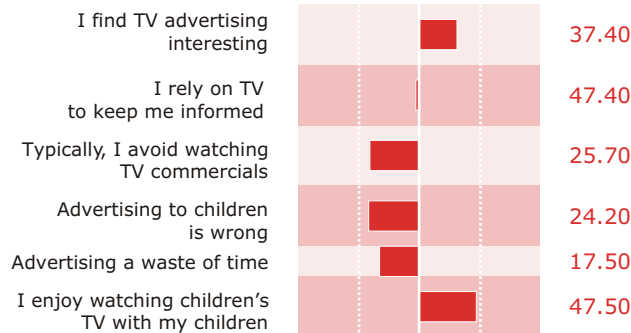 I find TV advertising
interesting
37.40
I rely on TV
to keep me informed
47.40
Typically, I avoid watching
TV commercials
25.70
Advertising to children
is wrong
24.20
Advertising a waste of time
17.50
I enjoy watching children’s
TV with my children
47.50